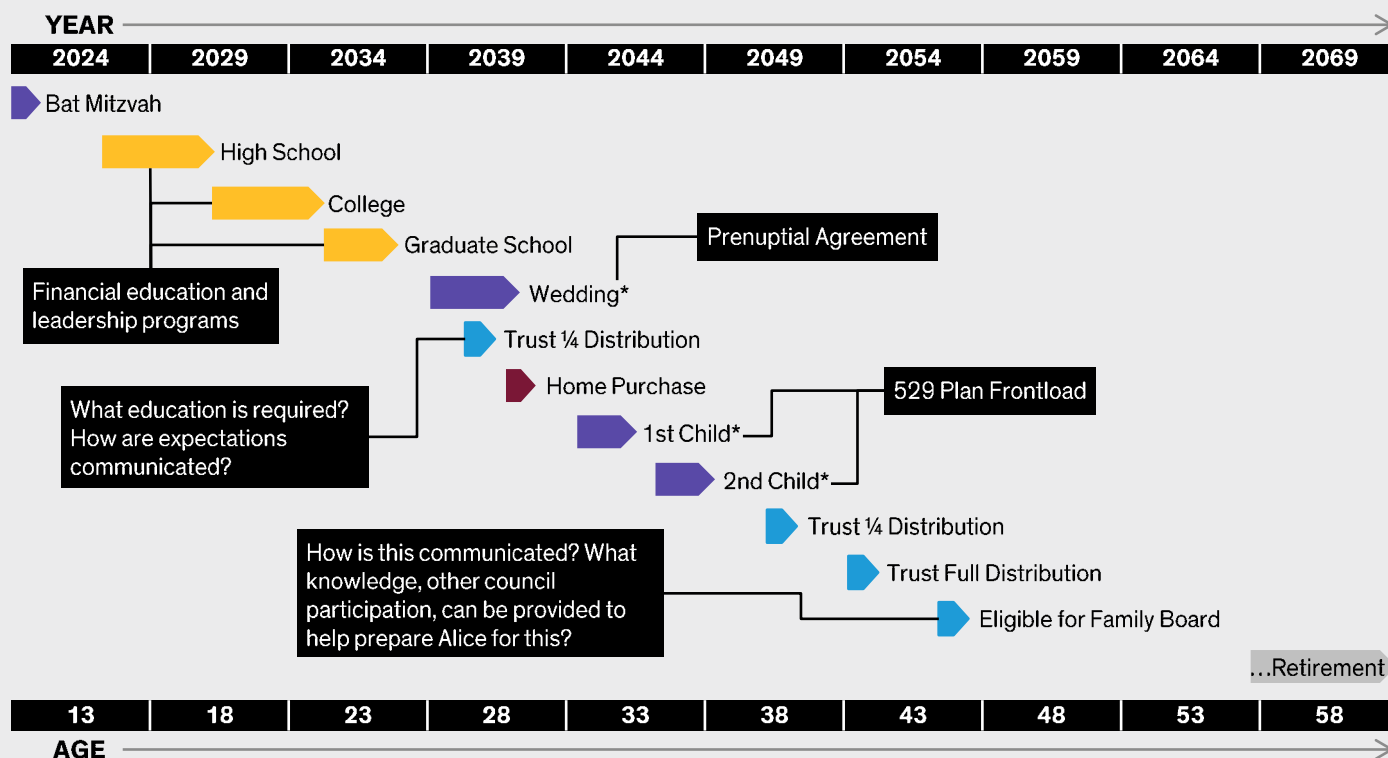 YEAR
2024 2029 2034 2039 2044 2049 2054 2059 2064 2069
Bat Mitzvah
High School
College
Graduate School
Financial education and
leadership programs
Prenuptial Agreement
Wedding*
Trust ¼ Distribution
Home Purchase
What education is required?
How are expectations
communicated?
529 Plan Frontload
1st Child*
2nd Child*
Trust ¼ Distribution
How is this communicated? What
knowledge, other council
participation, can be provided to
help prepare Alice for this?
Trust Full Distribution
Eligible for Family Board
...Retirement
13 18 23 28 33 38 43 48 53 58
AGE